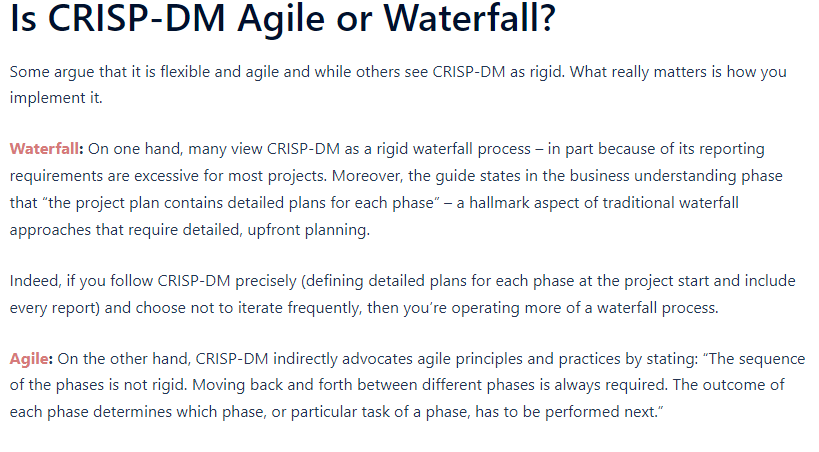 Is CRISP-DM Agile or Waterfall?
Some argue that it is flexible and agile and while others see CRISP-DM as rigid. What really matters is how you
implement it.
Waterfall: On one hand, many view CRISP-DM as a rigid waterfall process – in part because of its reporting
requirements are excessive for most projects. Moreover, the guide states in the business understanding phase
that “the project plan contains detailed plans for each phase” – a hallmark aspect of traditional waterfall
approaches that require detailed, upfront planning.
Indeed, if you follow CRISP-DM precisely (defining detailed plans for each phase at the project start and include
every report) and choose not to iterate frequently, then you’re operating more of a waterfall process.
Agile: On the other hand, CRISP-DM indirectly advocates agile principles and practices by stating: “The sequence
of the phases is not rigid. Moving back and forth between different phases is always required. The outcome of
each phase determines which phase, or particular task of a phase, has to be performed next.”